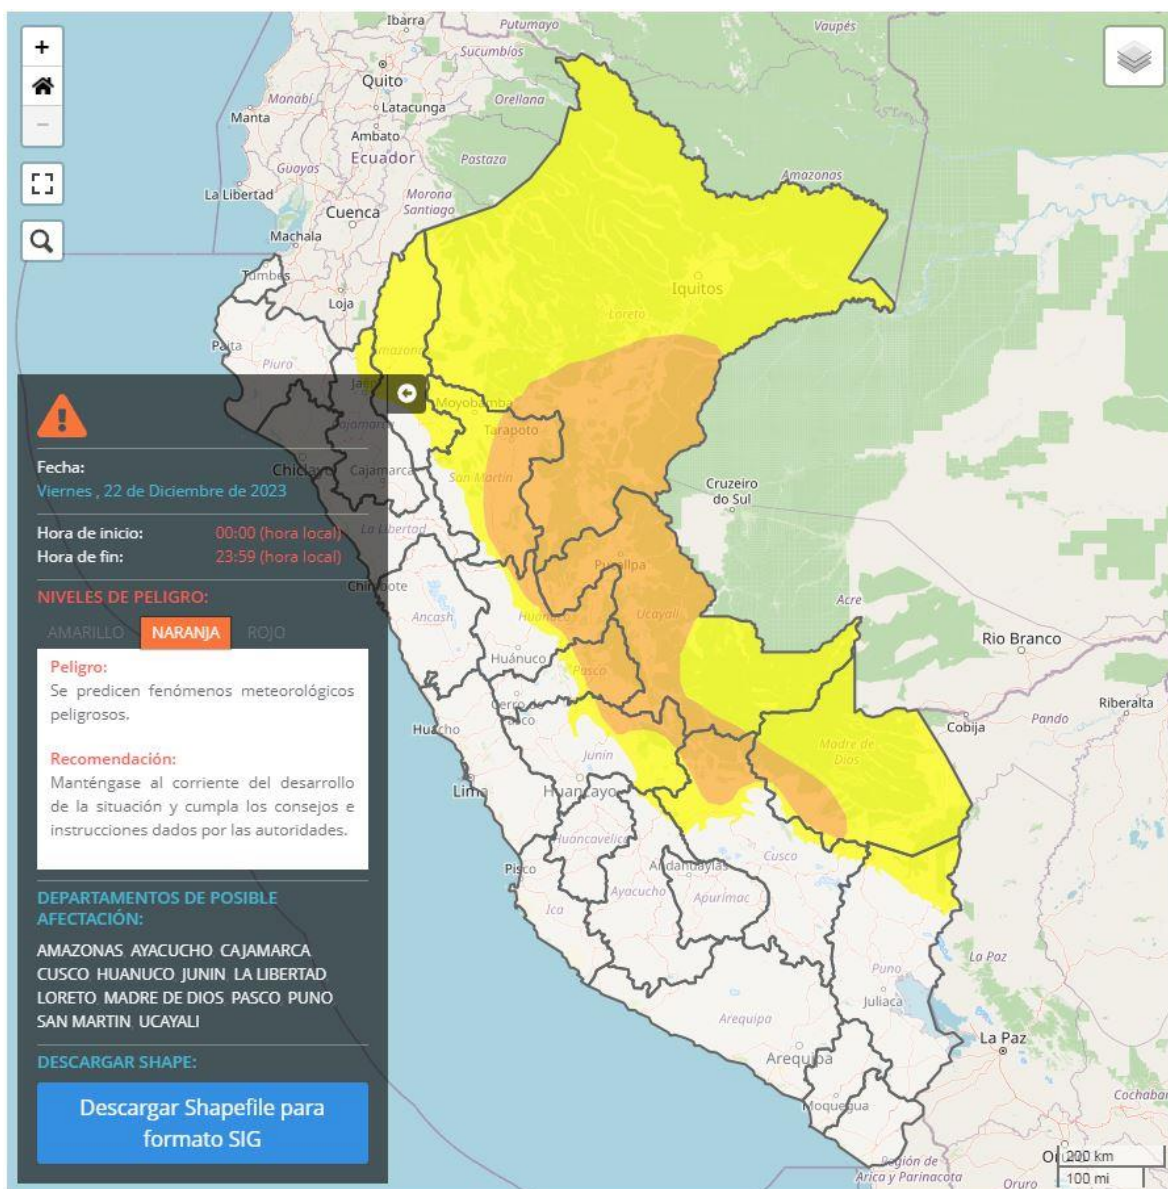 Ibarra
Putumayo
Vaupés
Sucumbíos
Quito
Manabí
Latacunga
Orellana
Manta
Ambato
Ecuador
Pastaza
Guayas
Amazonas
La Libertad
Morona
Santiago
Cuenca
Machala
Tumbes
Loja
Iquitos
Loreto
Paita
Piura
Amazonas
Moyobamba
Tarapoto
Cajamarca
Chiclayo
Cajamarca
San Martín
Cruzeiro
do Sul
La Libertad
Chimbote
Pucallpa
Ancash
Huánuco
Ucayali
Acre
Rio Branco
Huánuco
Pasco
Cerro de
Pasco
Riberalta
Huacho
Cobija
Pando
Junín
Madre de
Dios
Lima
Huancayo
Huancavelica
Cusco
Pisco
Andahuaylas
Ayacucho
Apurímac
Ica
La Paz
Puno
Juliaca
Arequipa
La Paz
Arequipa
Cochaba
Moquegua
Región de
Arica y Parinacota
Oruro
200 km
100 mi
+
−
Fecha:
Viernes , 22 de Diciembre de 2023
Hora de inicio: 00:00 (hora local)
Hora de fin: 23:59 (hora local)
NIVELES DE PELIGRO:
AMARILLO NARANJA ROJO
Peligro:
Se predicen fenómenos meteorológicos
peligrosos.
Recomendación:
Manténgase al corriente del desarrollo
de la situación y cumpla los consejos e
instrucciones dados por las autoridades.
DEPARTAMENTOS DE POSIBLE
AFECTACIÓN:
AMAZONAS AYACUCHO CAJAMARCA
CUSCO HUANUCO JUNIN LA LIBERTAD
LORETO MADRE DE DIOS PASCO PUNO
SAN MARTIN UCAYALI
DESCARGAR SHAPE:
Descargar Shapefile para
formato SIG